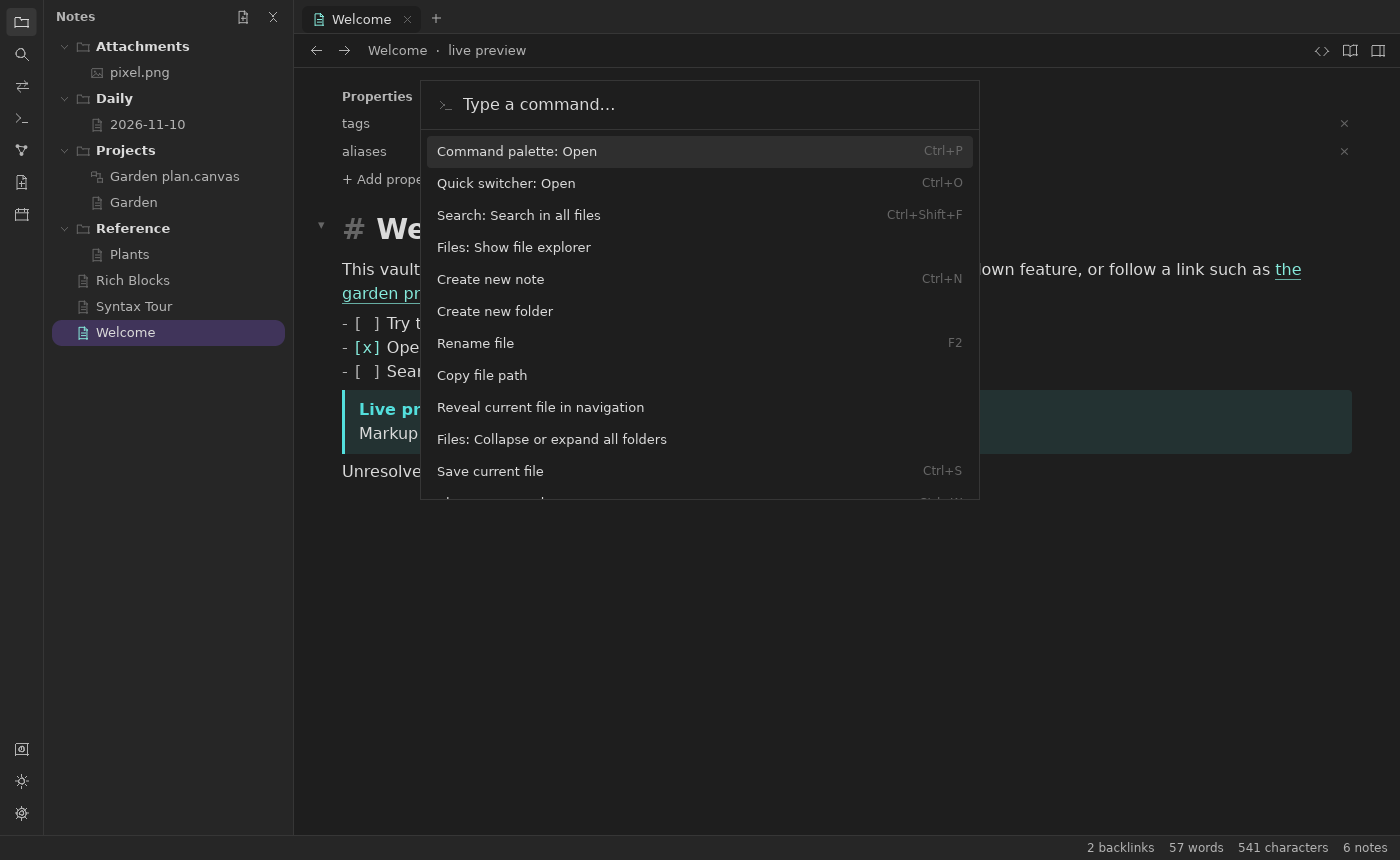 Notes
Attachments
pixel.png
Daily
2026-11-10
Projects
Garden plan.canvas
Garden
Reference
Plants
Rich Blocks
Syntax Tour
Welcome
Welcome
Welcome · live preview
Properties
tags
aliases
+ Add prope
# We
This vault
own feature, or follow a link such as the
garden pr
- [ ] Try t
- [x] Ope
- [ ] Sear
Live pr
Markup
Unresolve
Type a command...
Command palette: Open Ctrl+P
Quick switcher: Open Ctrl+O
Search: Search in all files Ctrl+Shift+F
Files: Show file explorer
Create new note Ctrl+N
Create new folder
Rename file F2
Copy file path
Reveal current file in navigation
Files: Collapse or expand all folders
Save current file Ctrl+S
2 backlinks 57 words 541 characters 6 notes